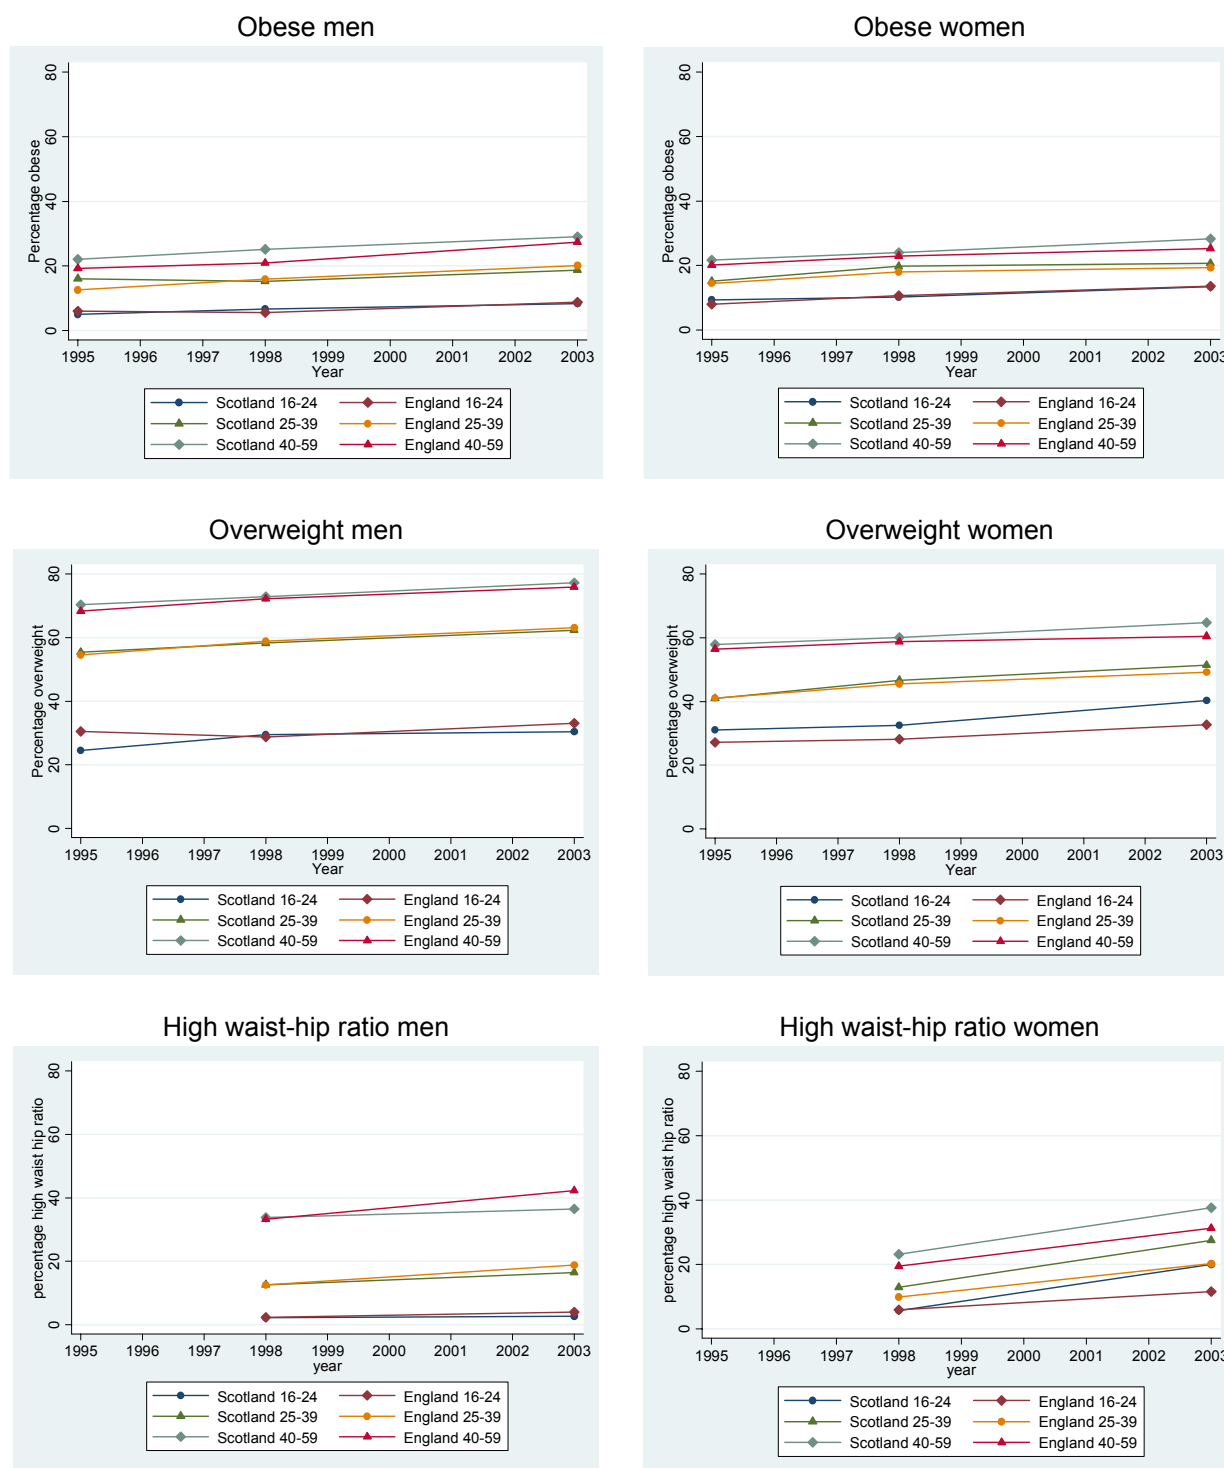 Obese men
Percentage obese
80
60
40
20
0
1995 1996 1997 1998 1999 2000 2001 2002 2003
Year
Scotland 16-24 England 16-24
Scotland 25-39 England 25-39
Scotland 40-59 England 40-59
Obese women
Percentage obese
80
60
40
20
0
1995 1996 1997 1998 1999 2000 2001 2002 2003
Year
Scotland 16-24 England 16-24
Scotland 25-39 England 25-39
Scotland 40-59 England 40-59
Overweight men
Percentage overweight
80
60
40
20
0
1995 1996 1997 1998 1999 2000 2001 2002 2003
Year
Scotland 16-24 England 16-24
Scotland 25-39 England 25-39
Scotland 40-59 England 40-59
Overweight women
Percentage overweight
80
60
40
20
0
1995 1996 1997 1998 1999 2000 2001 2002 2003
Year
Scotland 16-24 England 16-24
Scotland 25-39 England 25-39
Scotland 40-59 England 40-59
High waist-hip ratio men
percentage high waist hip ratio
80
60
40
20
0
1995 1996 1997 1998 1999 2000 2001 2002 2003
year
Scotland 16-24 England 16-24
Scotland 25-39 England 25-39
Scotland 40-59 England 40-59
High waist-hip ratio women
percentage high waist hip ratio
80
60
40
20
0
1995 1996 1997 1998 1999 2000 2001 2002 2003
year
Scotland 16-24 England 16-24
Scotland 25-39 England 25-39
Scotland 40-59 England 40-59